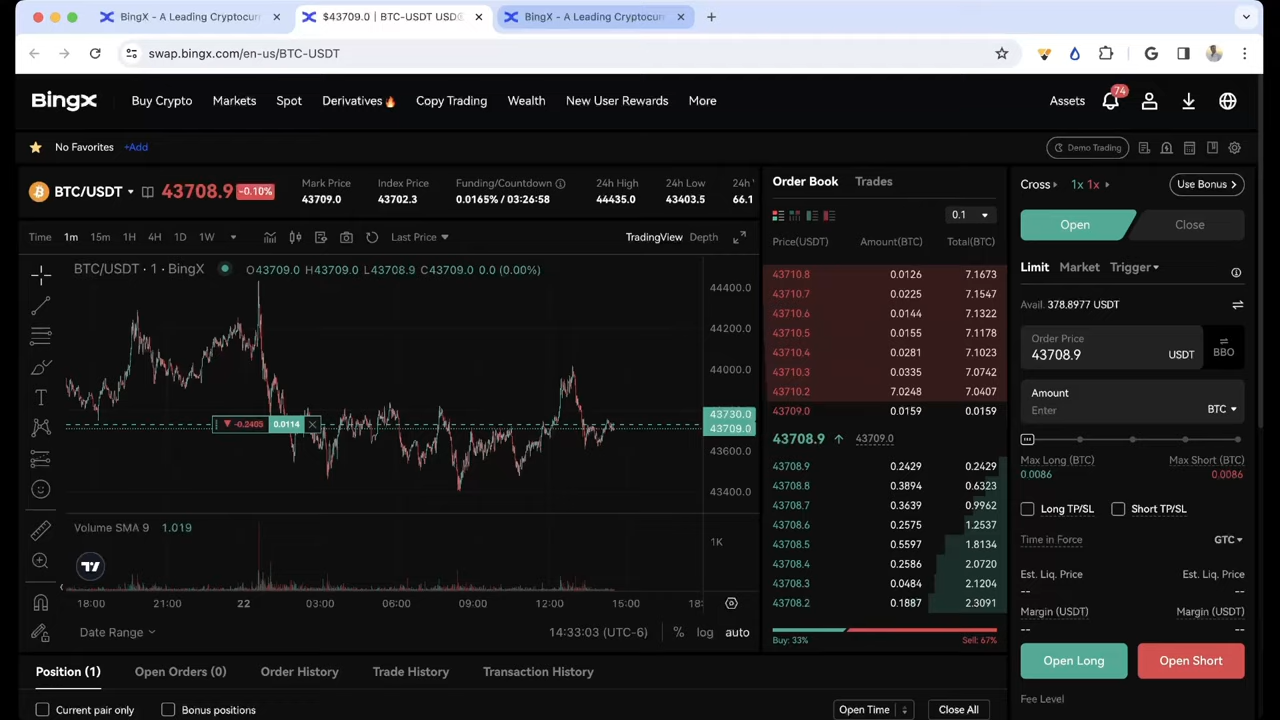 BingX - A Leading Cryptocurr
$43709.0 | BTC-USDT USD
BingX - A Leading Cryptocurr
swap.bingx.com/en-us/BTC-USDT
BingX
Buy Crypto
Markets
Spot
Derivatives
Copy Trading
Wealth
New User Rewards
More
Assets
74
No Favorites
+Add
Demo Trading
BTC/USDT
43708.9
-0.10%
Mark Price
43709.0
Index Price
43702.3
Funding/Countdown
0.0165% / 03:26:58
24h High
44435.0
24h Low
43403.5
24h
66.1
Time
1m
15m
1H
4H
1D
1W
Last Price
TradingView
Depth
BTC/USDT · 1 · BingX
O43709.0 H43709.0 L43708.9 C43709.0 0.0 (0.00%)
44400.0
44200.0
44000.0
43730.0
43709.0
43600.0
43400.0
-0.2405
0.0114
Volume SMA 9
1.019
1K
18:00
21:00
22
03:00
06:00
09:00
12:00
15:00
18:
Date Range
14:33:03 (UTC-6)
%
log
auto
Order Book
Trades
0.1
Price(USDT)
Amount(BTC)
Total(BTC)
43710.8 0.0126 7.1673
43710.7 0.0225 7.1547
43710.6 0.0144 7.1322
43710.5 0.0155 7.1178
43710.4 0.0281 7.1023
43710.3 0.0335 7.0742
43710.2 7.0248 7.0407
43709.0 0.0159 0.0159
43708.9
43709.0
43708.9 0.2429 0.2429
43708.8 0.3894 0.6323
43708.7 0.3639 0.9962
43708.6 0.2575 1.2537
43708.5 0.5597 1.8134
43708.4 0.2586 2.0720
43708.3 0.0484 2.1204
43708.2 0.1887 2.3091
Buy: 33%
Sell: 67%
Cross
1x 1x
Use Bonus
Open
Close
Limit
Market
Trigger
Avail. 378.8977 USDT
Order Price
43708.9
USDT
BBO
Amount
Enter
BTC
Max Long (BTC)
0.0086
Max Short (BTC)
0.0086
Long TP/SL
Short TP/SL
Time in Force
GTC
Est. Liq. Price
Est. Liq. Price
--
--
Margin (USDT)
Margin (USDT)
--
--
Open Long
Open Short
Fee Level
Position (1)
Open Orders (0)
Order History
Trade History
Transaction History
Current pair only
Bonus positions
Open Time
Close All